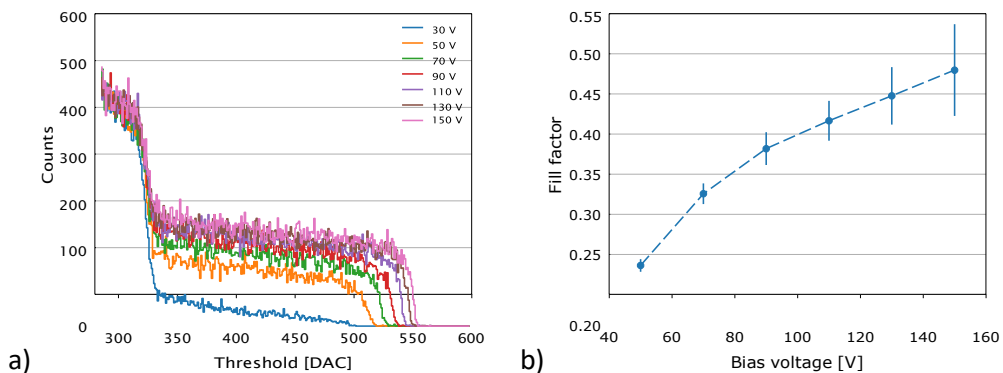 600
500
400
300
200
100
0
300 350 400 450 500 550 600
Threshold [DAC]
Counts
30 V
50 V
70 V
90 V
110 V
130 V
150 V
a)
0.55
0.50
0.45
0.40
0.35
0.30
0.25
0.20
40 60 80 100 120 140 160
Bias voltage [V]
Fill factor
b)